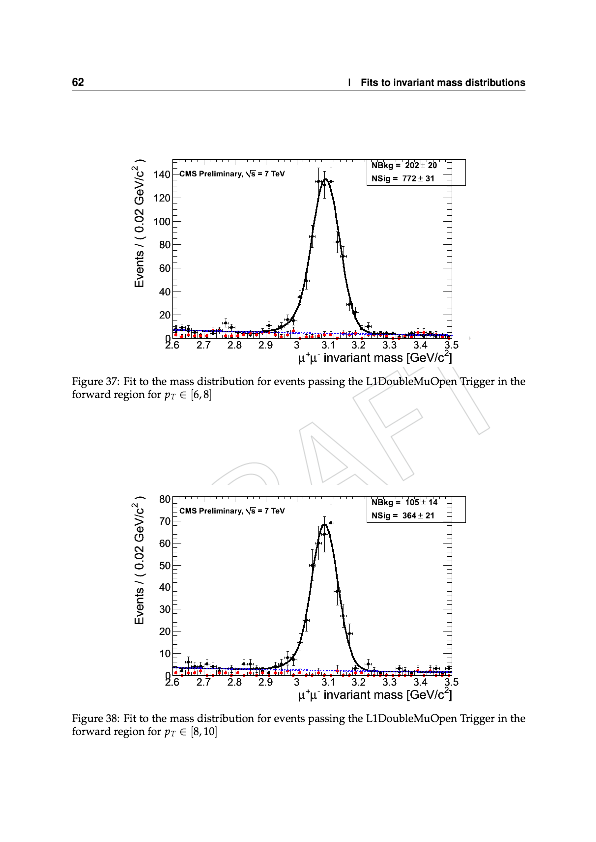 62
I Fits to invariant mass distributions
Events / ( 0.02 GeV/c² )
CMS Preliminary, √s = 7 TeV
NBkg = 202 ± 20
NSig = 772 ± 31
140
120
100
80
60
40
20
0
2.6 2.7 2.8 2.9 3 3.1 3.2 3.3 3.4 3.5
μ⁺μ⁻ invariant mass [GeV/c²]
Figure 37: Fit to the mass distribution for events passing the L1DoubleMuOpen Trigger in the
forward region for pT ∈ [6, 8]
DRAFT
Events / ( 0.02 GeV/c² )
CMS Preliminary, √s = 7 TeV
NBkg = 105 ± 14
NSig = 364 ± 21
80
70
60
50
40
30
20
10
0
2.6 2.7 2.8 2.9 3 3.1 3.2 3.3 3.4 3.5
μ⁺μ⁻ invariant mass [GeV/c²]
Figure 38: Fit to the mass distribution for events passing the L1DoubleMuOpen Trigger in the
forward region for pT ∈ [8, 10]